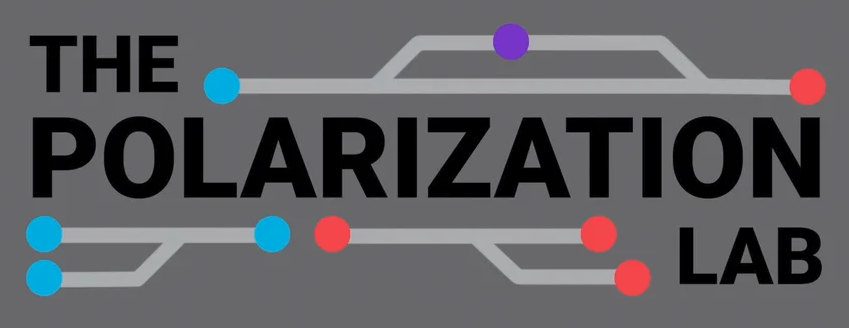 THE
POLARIZATION
LAB